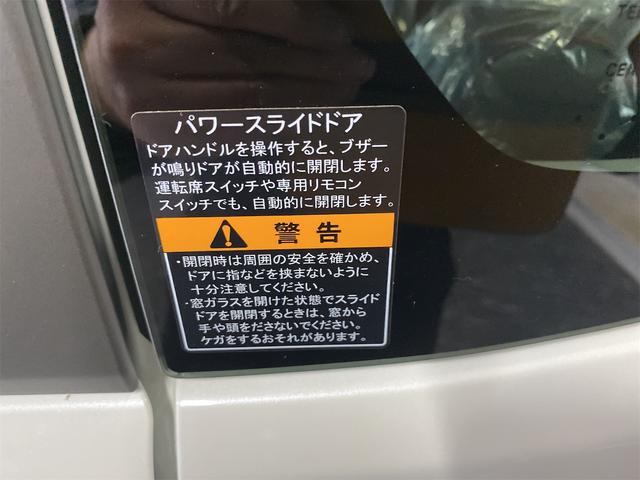 パワースライドドア
ドアハンドルを操作すると、ブザー
が鳴りドアが自動的に開閉します。
運転席スイッチや専用リモコン
スイッチでも、自動的に開閉します。
警告
・開閉時は周囲の安全を確かめ、
ドアに指などを挟まないように
十分注意してください。
・窓ガラスを開けた状態でスライド
ドアを開閉するときは、窓から
手や頭をださないでください。
ケガをするおそれがあります。